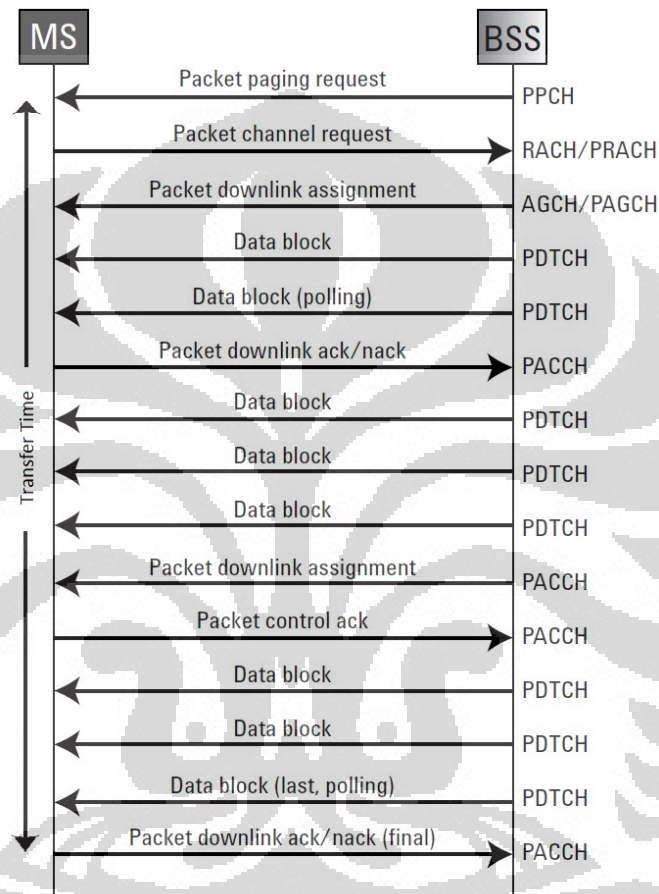 MS
BSS
Packet paging request
PPCH
Packet channel request
RACH/PRACH
Packet downlink assignment
AGCH/PAGCH
Data block
PDTCH
Data block (polling)
PDTCH
Packet downlink ack/nack
PACCH
Data block
PDTCH
Data block
PDTCH
Data block
PDTCH
Packet downlink assignment
PACCH
Packet control ack
PACCH
Data block
PDTCH
Data block
PDTCH
Data block (last, polling)
PDTCH
Packet downlink ack/nack (final)
PACCH
Transfer Time